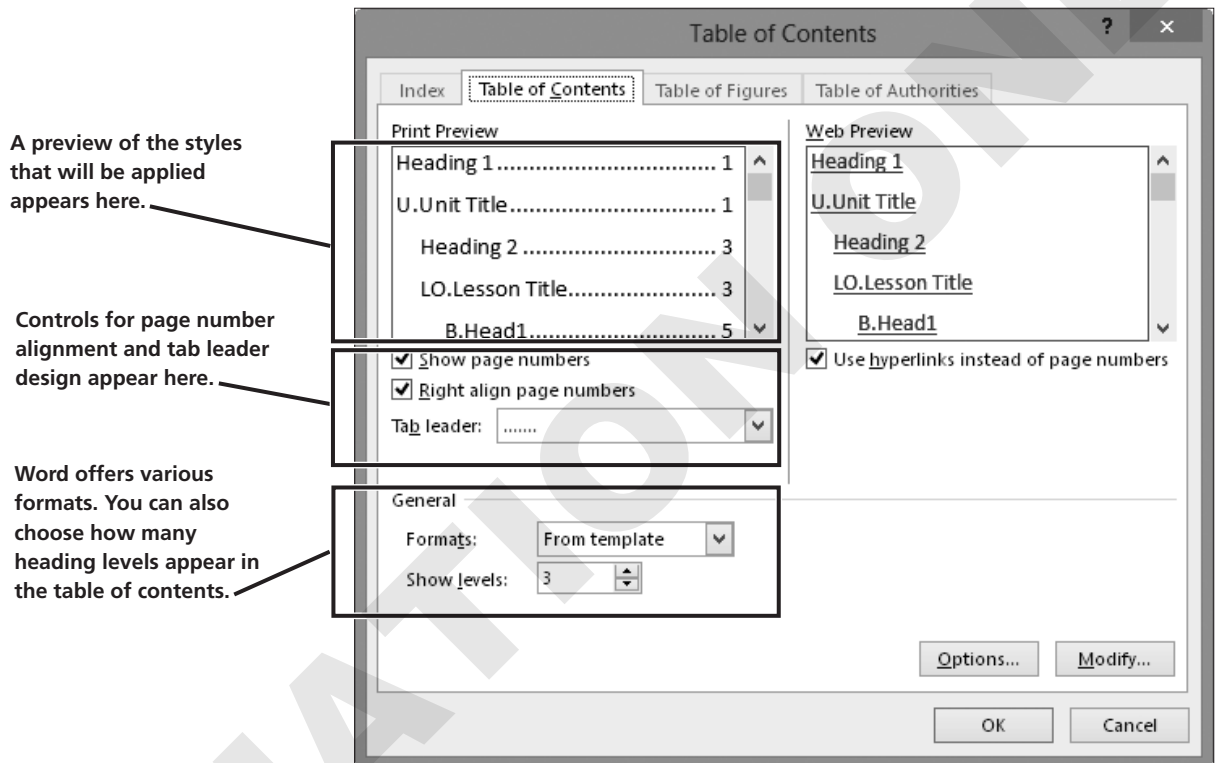 Table of Contents
? ×
Index Table of Contents Table of Figures Table of Authorities
A preview of the styles
that will be applied
appears here.
Print Preview
Heading 1.................................... 1
U.Unit Title.................................. 1
Heading 2 ............................... 3
LO.Lesson Title........................ 3
B.Head1................................ 5
Web Preview
Heading 1
U.Unit Title
Heading 2
LO.Lesson Title
B.Head1
Controls for page number
alignment and tab leader
design appear here.
Show page numbers
Right align page numbers
Tab leader: .......
Use hyperlinks instead of page numbers
Word offers various
formats. You can also
choose how many
heading levels appear in
the table of contents.
General
Formats: From template
Show levels: 3
Options... Modify...
OK Cancel